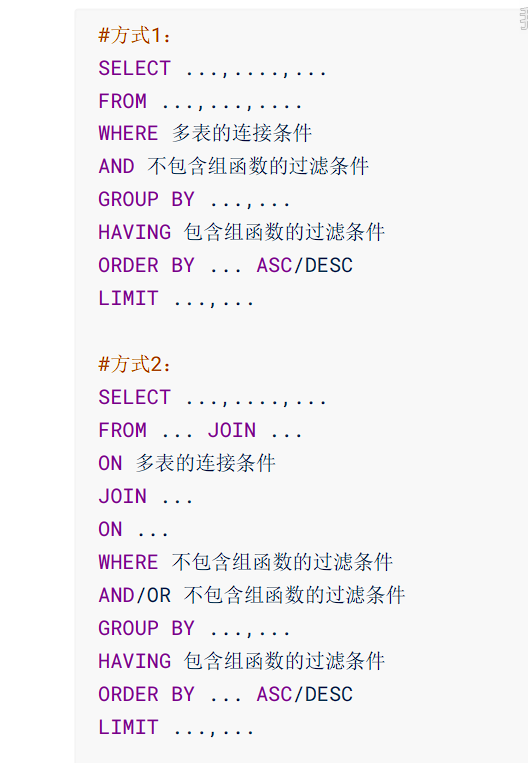 #方式1：
SELECT ...,....,...
FROM ...,...,....
WHERE 多表的连接条件
AND 不包含组函数的过滤条件
GROUP BY ...,...
HAVING 包含组函数的过滤条件
ORDER BY ... ASC/DESC
LIMIT ...,...
#方式2：
SELECT ...,....,...
FROM ... JOIN ...
ON 多表的连接条件
JOIN ...
ON ...
WHERE 不包含组函数的过滤条件
AND/OR 不包含组函数的过滤条件
GROUP BY ...,...
HAVING 包含组函数的过滤条件
ORDER BY ... ASC/DESC
LIMIT ...,...